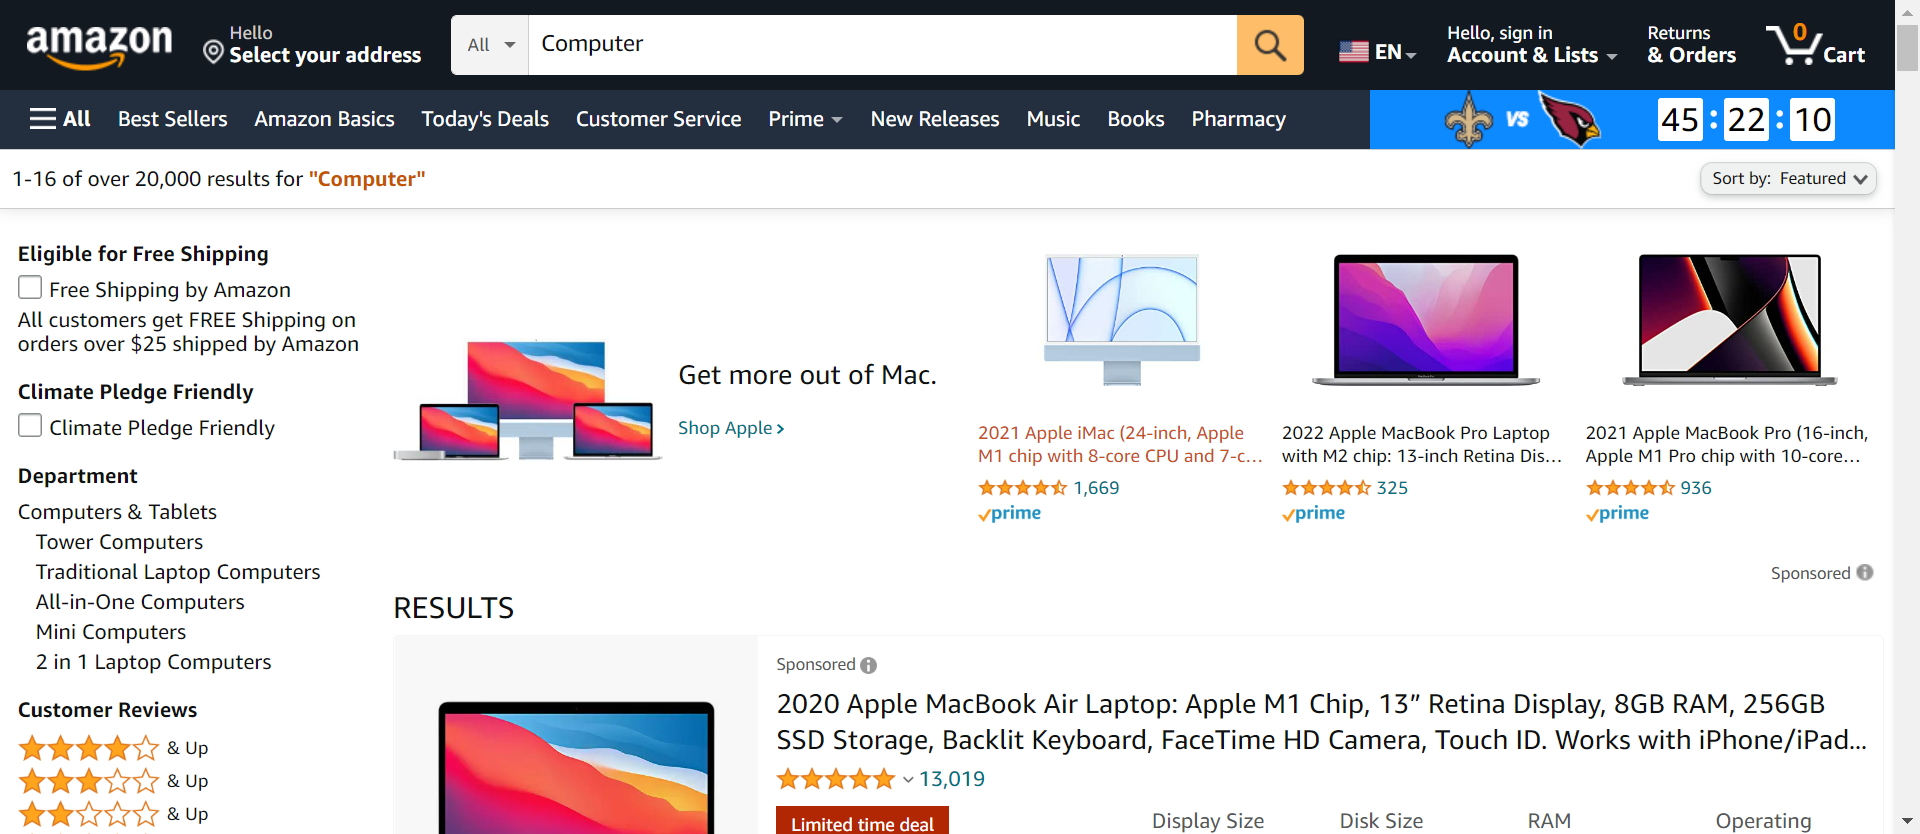 amazon
Hello
Select your address
All
Computer
EN
Hello, sign in
Account & Lists
Returns
& Orders
0
Cart
All
Best Sellers
Amazon Basics
Today's Deals
Customer Service
Prime
New Releases
Music
Books
Pharmacy
VS
45 : 22 : 10
1-16 of over 20,000 results for "Computer"
Sort by: Featured
Eligible for Free Shipping
Free Shipping by Amazon
All customers get FREE Shipping on
orders over $25 shipped by Amazon
Climate Pledge Friendly
Climate Pledge Friendly
Department
Computers & Tablets
Tower Computers
Traditional Laptop Computers
All-in-One Computers
Mini Computers
2 in 1 Laptop Computers
Customer Reviews
& Up
& Up
& Up
Get more out of Mac.
Shop Apple ›
2021 Apple iMac (24-inch, Apple
M1 chip with 8-core CPU and 7-c...
1,669
prime
2022 Apple MacBook Pro Laptop
with M2 chip: 13-inch Retina Dis...
325
prime
2021 Apple MacBook Pro (16-inch,
Apple M1 Pro chip with 10-core...
936
prime
Sponsored
RESULTS
Sponsored
2020 Apple MacBook Air Laptop: Apple M1 Chip, 13” Retina Display, 8GB RAM, 256GB
SSD Storage, Backlit Keyboard, FaceTime HD Camera, Touch ID. Works with iPhone/iPad...
13,019
Limited time deal
Display Size
Disk Size
RAM
Operating